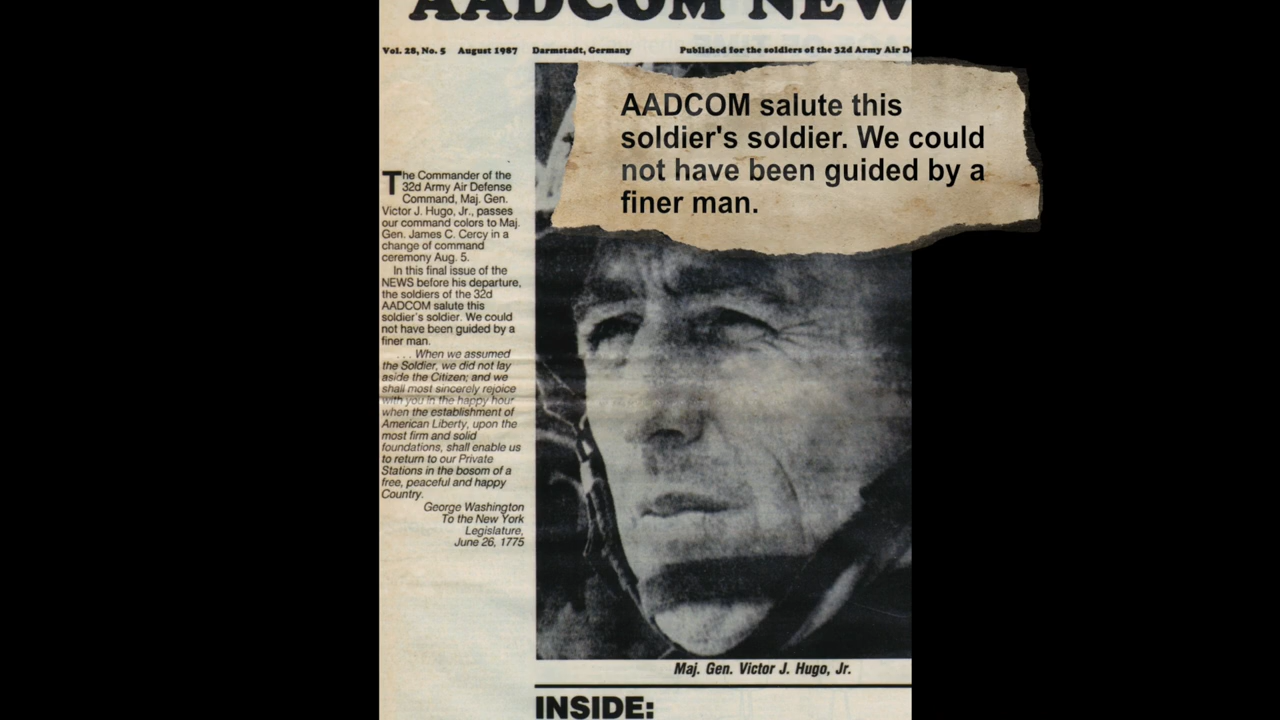 AADCOM NEW
Vol. 28, No. 5 August 1987 Darmstadt, Germany Published for the soldiers of the 32d Army Air De
AADCOM salute this
soldier's soldier. We could
not have been guided by a
finer man.
The Commander of the
32d Army Air Defense
Command, Maj. Gen.
Victor J. Hugo, Jr., passes
our command colors to Maj.
Gen. James C. Cercy in a
change of command
ceremony Aug. 5.
In this final issue of the
NEWS before his departure,
the soldiers of the 32d
AADCOM salute this
soldier's soldier. We could
not have been guided by a
finer man.
. . . When we assumed
the Soldier, we did not lay
aside the Citizen; and we
shall most sincerely rejoice
with you in the happy hour
when the establishment of
American Liberty, upon the
most firm and solid
foundations, shall enable us
to return to our Private
Stations in the bosom of a
free, peaceful and happy
Country.
George Washington
To the New York
Legislature,
June 26, 1775
Maj. Gen. Victor J. Hugo, Jr.
INSIDE: